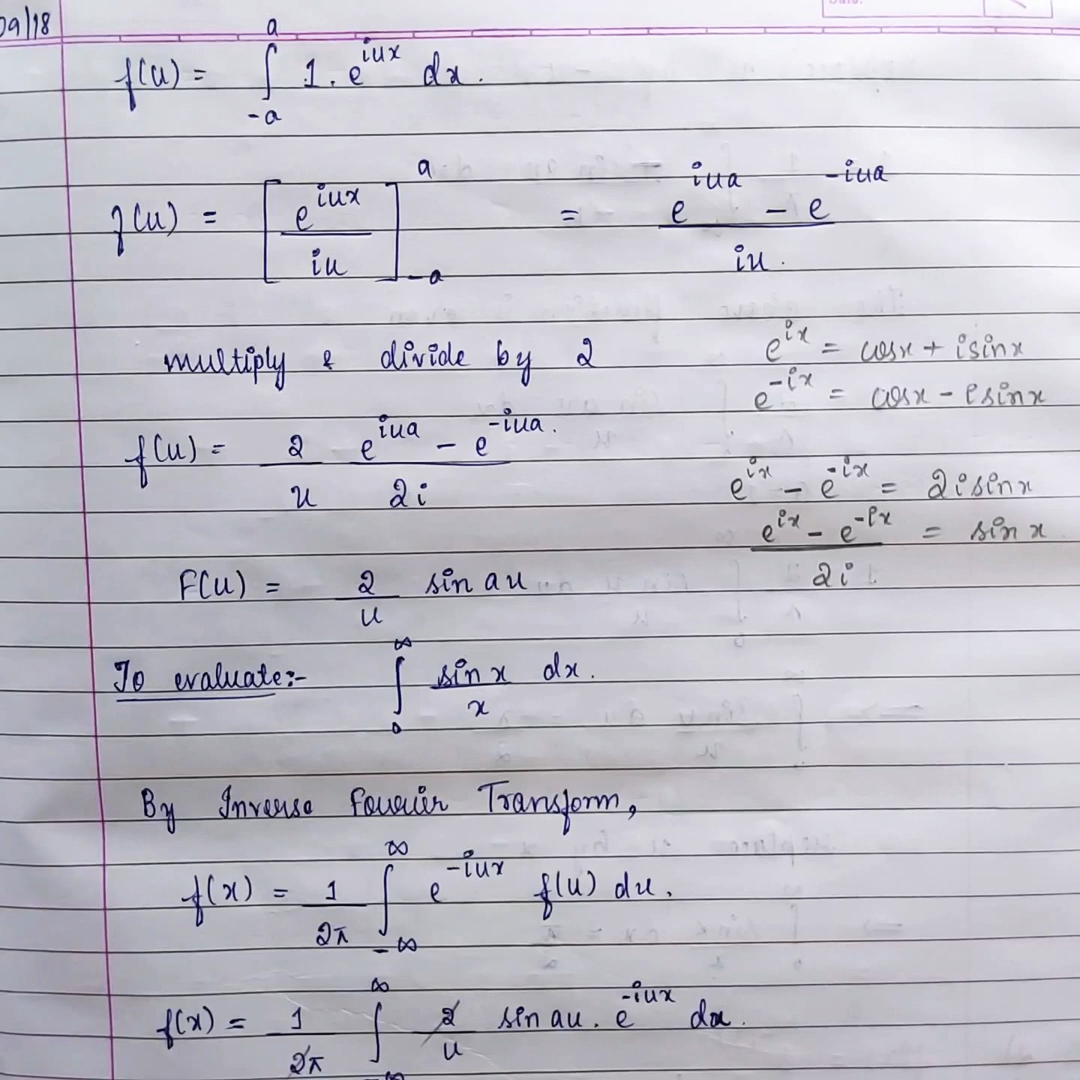 09/18
f(u) = ∫_{-a}^{a} 1. e^{iux} dx.
f(u) = [e^{iux}/iu]_{-a}^{a} = (e^{iua} - e^{-iua})/iu.
multiply & divide by 2
e^{ix} = cosx + isinx
e^{-ix} = cosx - isinx
f(u) = 2/u (e^{iua} - e^{-iua}.)/2i
e^{ix} - e^{-ix} = 2isinx
(e^{ix} - e^{-ix})/2i = sinx
F(u) = 2/u sin au
To evaluate:- ∫_{0}^{∞} sinx/x dx.
By Inverse Fourier Transform,
f(x) = 1/2π ∫_{-∞}^{∞} e^{-iux} f(u) du.
f(x) = 1/2π ∫_{-∞}^{∞} 2/u sin au. e^{-iux} dx.